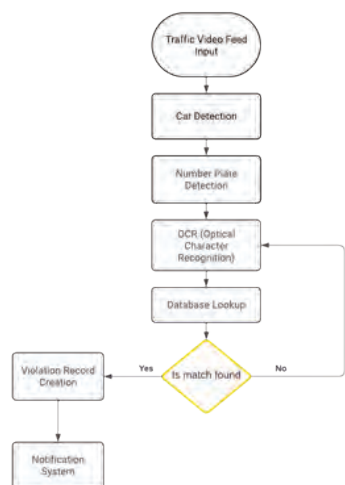 Traffic Video Feed
Input
Car Detection
Number Plate
Detection
OCR (Optical
Character
Recognition)
Database Lookup
Is match found
Yes
No
Violation Record
Creation
Notification
System